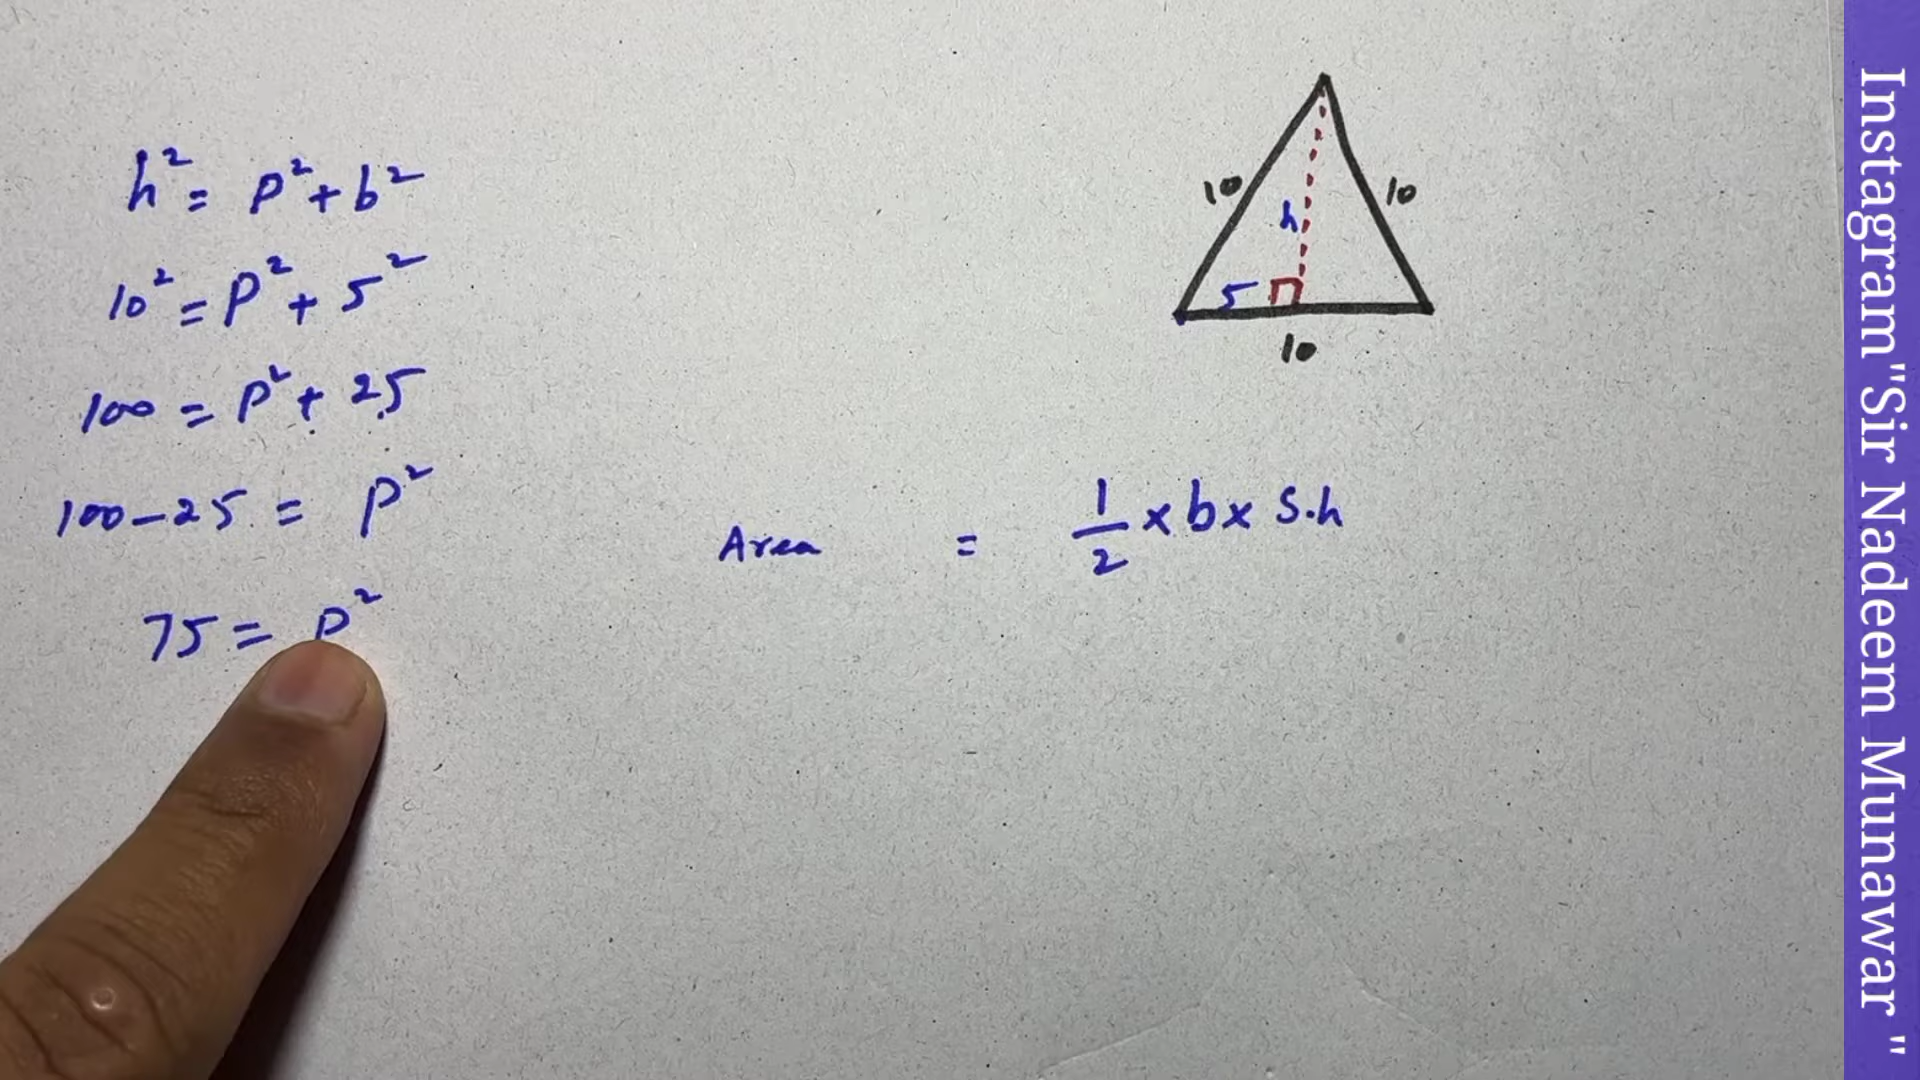 h² = P² + b²
10² = P² + 5²
100 = P² + 25
100 - 25 = P²
75 = P²
10
10
h
5
10
Area = 1/2 × b × S.h
Instagram"Sir Nadeem Munawar "